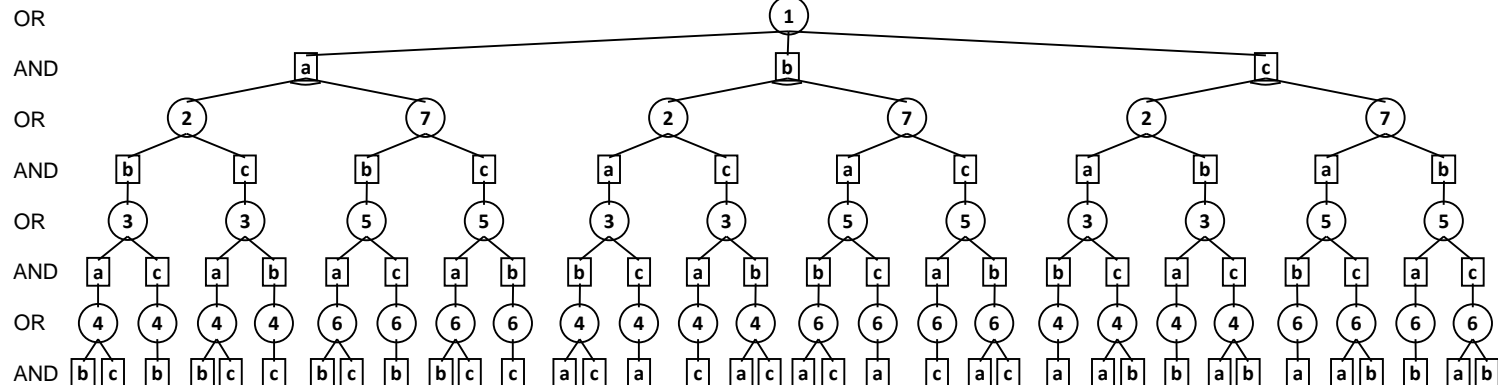 OR 1
AND a b c
OR 2 7 2 7 2 7
AND b c b c a c a c a b a b
OR 3 3 5 5 3 3 5 5 3 3 5 5
AND a c a b a c a b b c a b b c a b b c a c b c a c
OR 4 4 4 4 6 6 6 6 4 4 4 4 6 6 6 6 4 4 4 4 6 6 6 6
AND b c b b c c b c b b c c a c a c a c a c a c a c a a b b a b a a b b a b